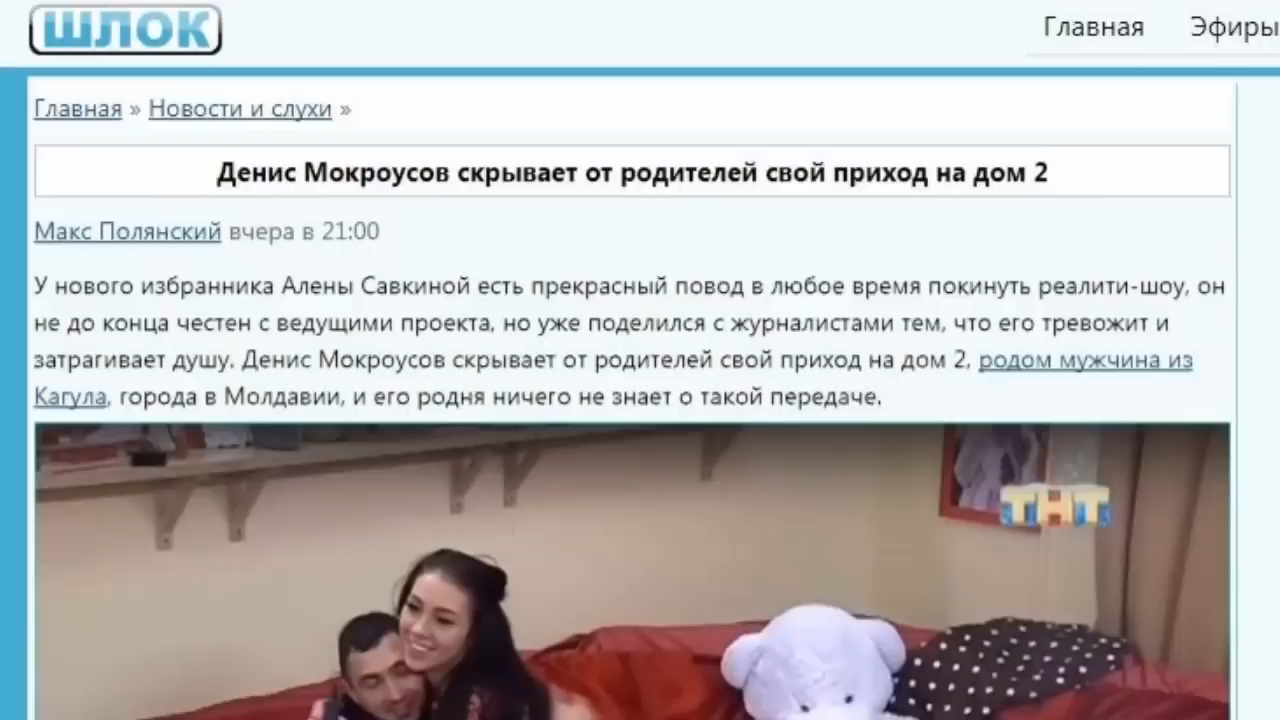 ШЛОК
Главная Эфиры
Главная » Новости и слухи »
Денис Мокроусов скрывает от родителей свой приход на дом 2
Макс Полянский вчера в 21:00
У нового избранника Алены Савкиной есть прекрасный повод в любое время покинуть реалити-шоу, он
не до конца честен с ведущими проекта, но уже поделился с журналистами тем, что его тревожит и
затрагивает душу. Денис Мокроусов скрывает от родителей свой приход на дом 2, родом мужчина из
Кагула, города в Молдавии, и его родня ничего не знает о такой передаче.
ТНТ